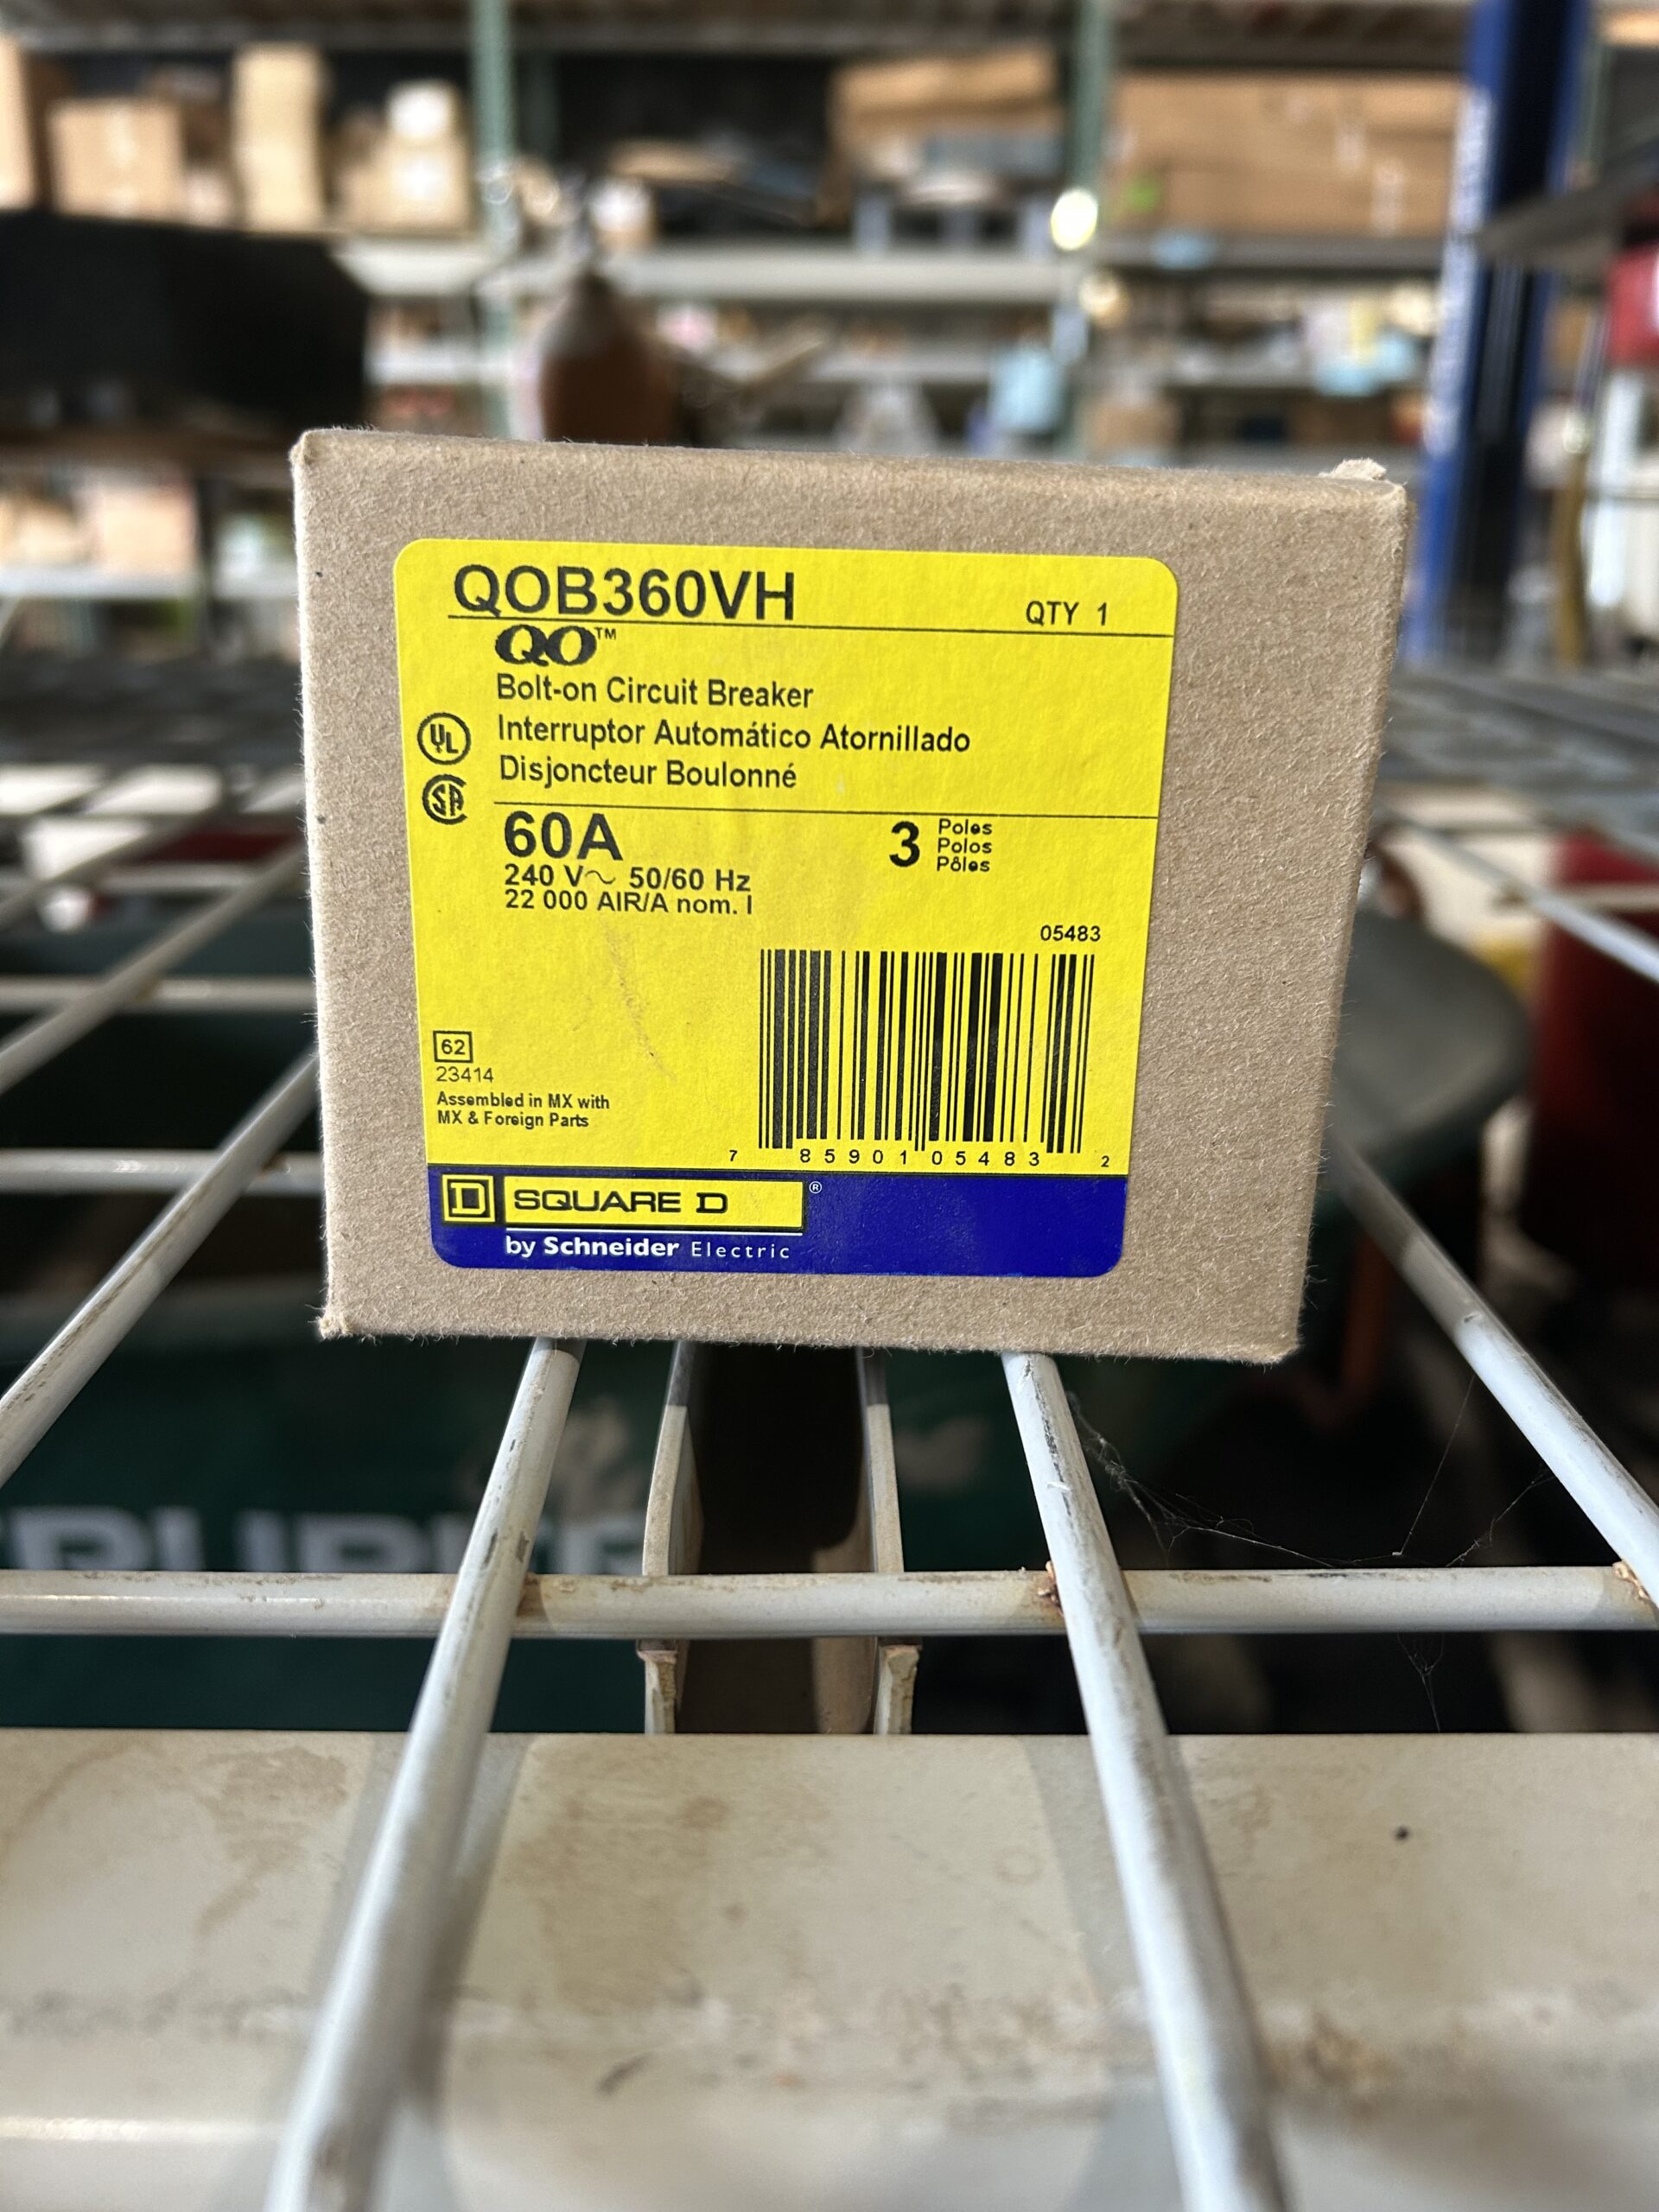 QOB360VH QTY 1
QO™
Bolt-on Circuit Breaker
Interruptor Automático Atornillado
Disjoncteur Boulonné
UL
SA
60A
3 Poles
Polos
Pôles
240 V~ 50/60 Hz
22 000 AIR/A nom. I
05483
7 85901 05483 2
62
23414
Assembled in MX with
MX & Foreign Parts
D SQUARE D ®
by Schneider Electric